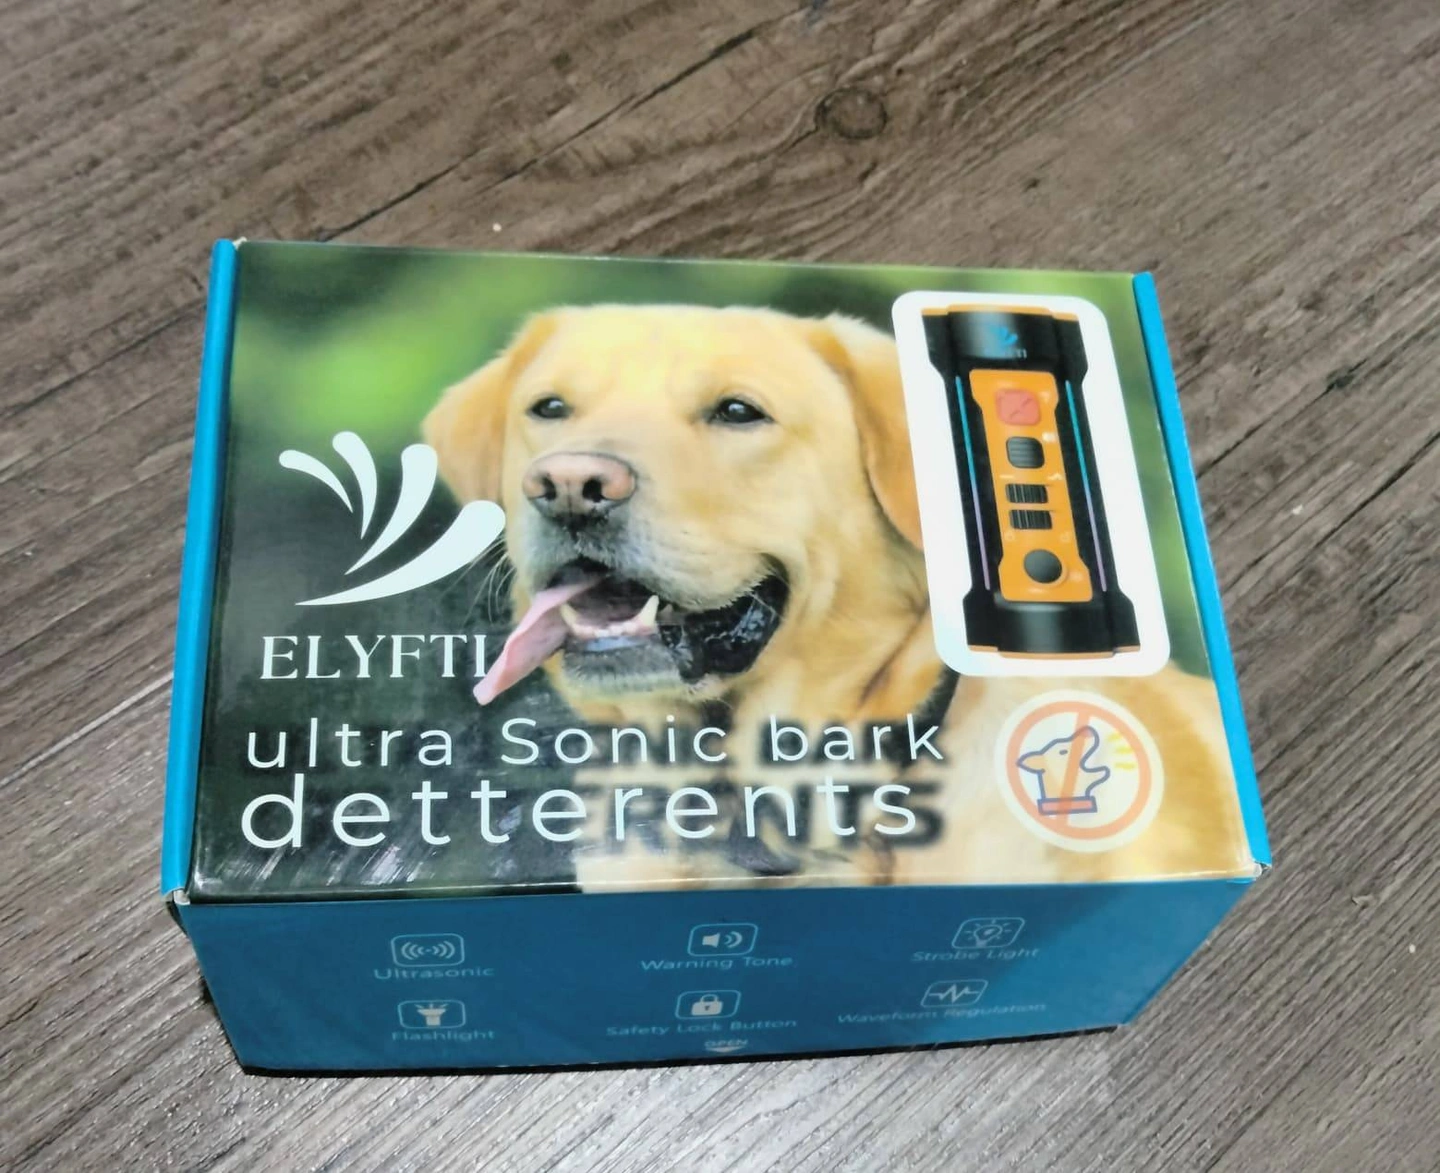 ELYFTI
ultra Sonic bark
detterents
Ultrasonic
Warning Tone
Strobe Light
Flashlight
Safety Lock Button
Waveform Regulation
OPEN